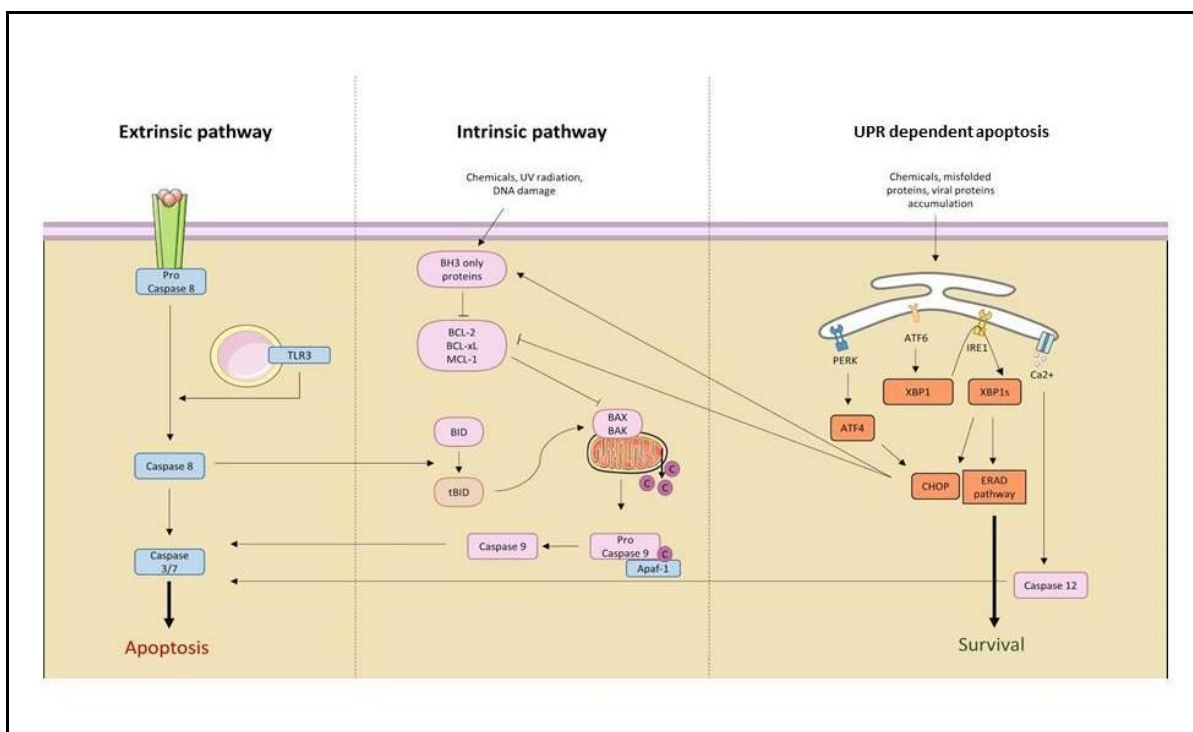 Extrinsic pathway
Pro
Caspase 8
TLR3
Caspase 8
Caspase
3/7
Apoptosis
Intrinsic pathway
Chemicals, UV radiation,
DNA damage
BH3 only
proteins
BCL-2
BCL-xL
MCL-1
BID
tBID
BAX
BAK
C
C
C
Caspase 9
Pro
Caspase 9
C
Apaf-1
UPR dependent apoptosis
Chemicals, misfolded
proteins, viral proteins
accumulation
PERK
ATF6
IRE1
Ca2+
XBP1
XBP1s
ATF4
CHOP
ERAD
pathway
Caspase 12
Survival